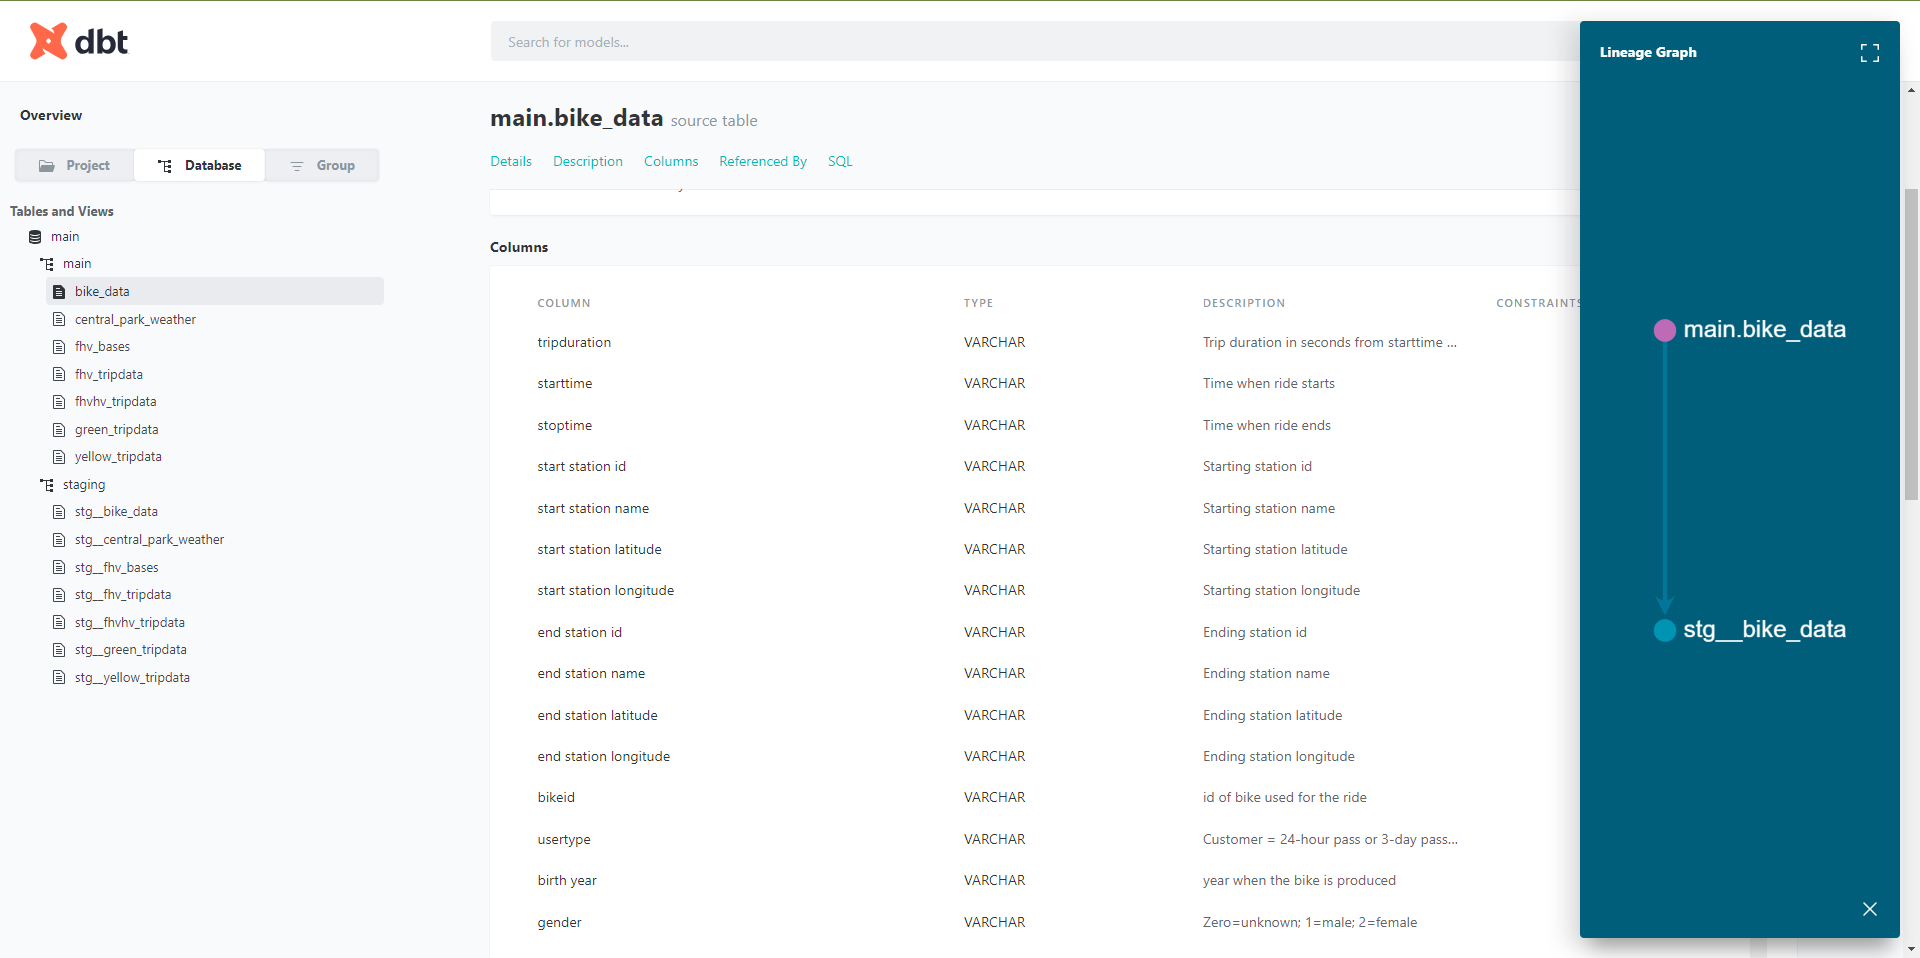 dbt
Search for models...
Overview
Project
Database
Group
Tables and Views
main
main
bike_data
central_park_weather
fhv_bases
fhv_tripdata
fhvhv_tripdata
green_tripdata
yellow_tripdata
staging
stg__bike_data
stg__central_park_weather
stg__fhv_bases
stg__fhv_tripdata
stg__fhvhv_tripdata
stg__green_tripdata
stg__yellow_tripdata
main.bike_data source table
Details Description Columns Referenced By SQL
Columns
COLUMN TYPE DESCRIPTION CONSTRAINTS
tripduration VARCHAR Trip duration in seconds from starttime ...
starttime VARCHAR Time when ride starts
stoptime VARCHAR Time when ride ends
start station id VARCHAR Starting station id
start station name VARCHAR Starting station name
start station latitude VARCHAR Starting station latitude
start station longitude VARCHAR Starting station longitude
end station id VARCHAR Ending station id
end station name VARCHAR Ending station name
end station latitude VARCHAR Ending station latitude
end station longitude VARCHAR Ending station longitude
bikeid VARCHAR id of bike used for the ride
usertype VARCHAR Customer = 24-hour pass or 3-day pass...
birth year VARCHAR year when the bike is produced
gender VARCHAR Zero=unknown; 1=male; 2=female
Lineage Graph
main.bike_data
stg__bike_data